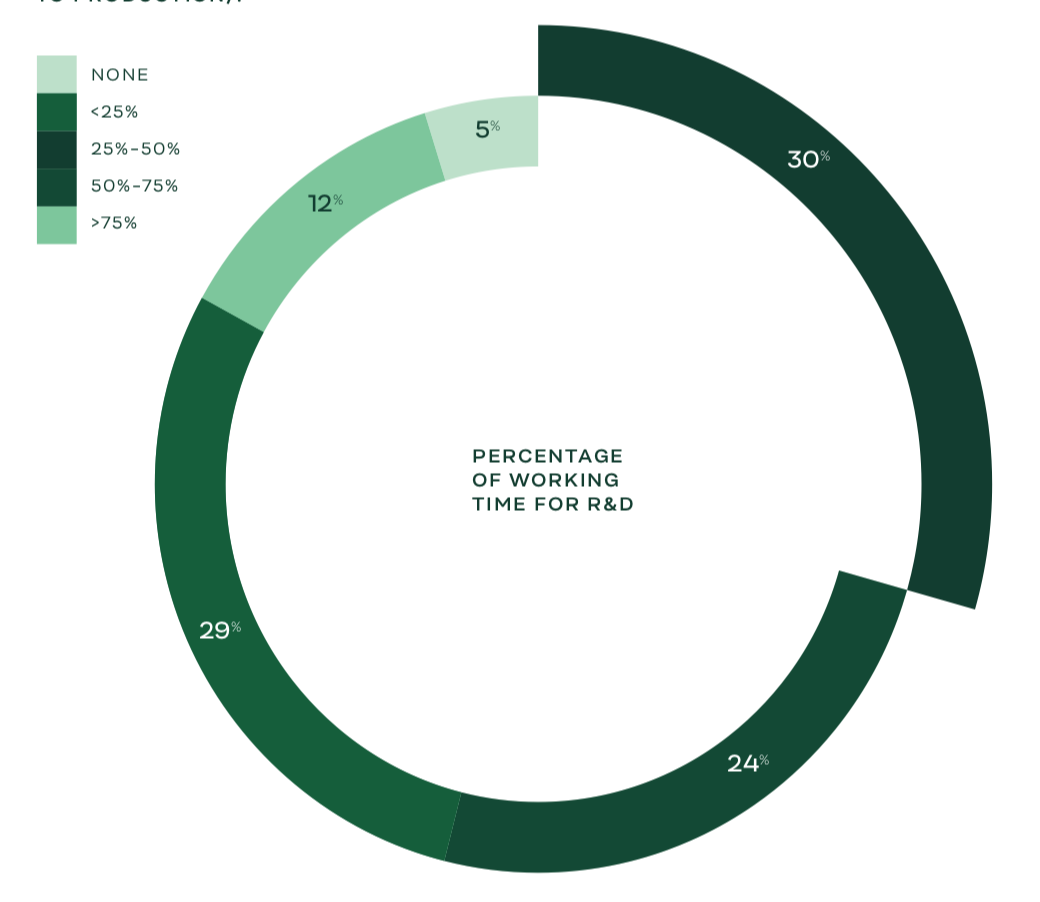 NONE
<25%
25%-50%
50%-75%
>75%
5%
30%
12%
PERCENTAGE
OF WORKING
TIME FOR R&D
29%
24%